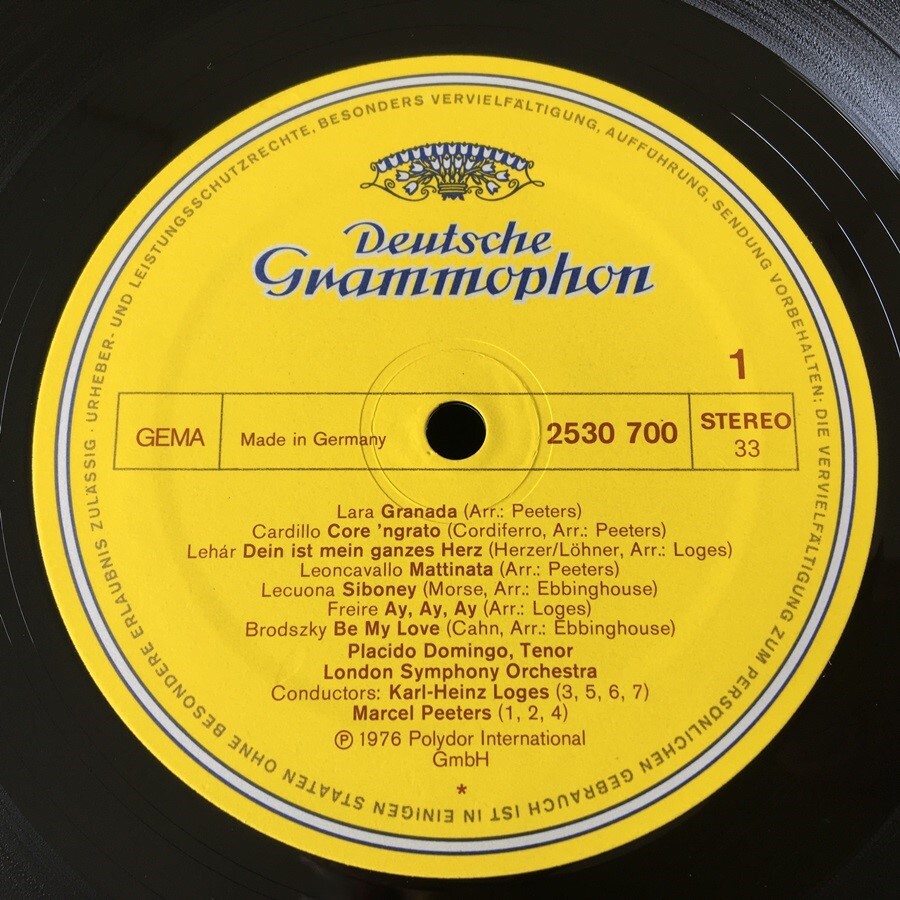 URHEBER- UND LEISTUNGSSCHUTZRECHTE, BESONDERS VERVIELFÄLTIGUNG, AUFFÜHRUNG, SENDUNG VORBEHALTEN; DIE VERVIELFÄLTIGUNG ZUM PERSÖNLICHEN GEBRAUCH IST IN EINIGEN STAATEN OHNE BESONDERE ERLAUBNIS ZULÄSSIG ·
Deutsche
Grammophon
1
GEMA
Made in Germany
2530 700
STEREO
33
Lara Granada (Arr.: Peeters)
Cardillo Core 'ngrato (Cordiferro, Arr.: Peeters)
Lehár Dein ist mein ganzes Herz (Herzer/Löhner, Arr.: Loges)
Leoncavallo Mattinata (Arr.: Peeters)
Lecuona Siboney (Morse, Arr.: Ebbinghouse)
Freire Ay, Ay, Ay (Arr.: Loges)
Brodszky Be My Love (Cahn, Arr.: Ebbinghouse)
Placido Domingo, Tenor
London Symphony Orchestra
Conductors: Karl-Heinz Loges (3, 5, 6, 7)
Marcel Peeters (1, 2, 4)
℗ 1976 Polydor International
GmbH
*